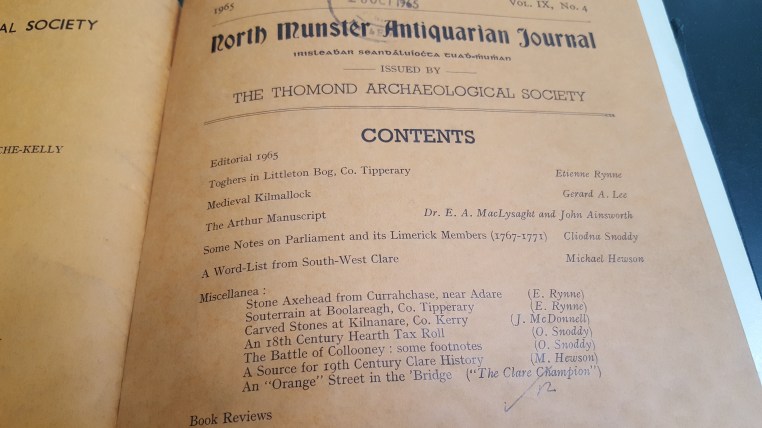 AL SOCIETY
CHE-KELLY
1965
2 OCT 1965
VOL. IX, No. 4
North Munster Antiquarian Journal
ISSUED BY
THE THOMOND ARCHAEOLOGICAL SOCIETY
CONTENTS
Editorial 1965
Toghers in Littleton Bog, Co. Tipperary Etienne Rynne
Medieval Kilmallock Gerard A. Lee
The Arthur Manuscript Dr. E. A. MacLysaght and John Ainsworth
Some Notes on Parliament and its Limerick Members (1767-1771) Cliodna Snoddy
A Word-List from South-West Clare Michael Hewson
Miscellanea :
Stone Axehead from Currahchase, near Adare (E. Rynne)
Souterrain at Boolareagh, Co. Tipperary (E. Rynne)
Carved Stones at Kilnanare, Co. Kerry (J. McDonnell)
An 18th Century Hearth Tax Roll (O. Snoddy)
The Battle of Collooney : some footnotes (O. Snoddy)
A Source for 19th Century Clare History (M. Hewson)
An "Orange" Street in the 'Bridge ("The Clare Champion")
Book Reviews